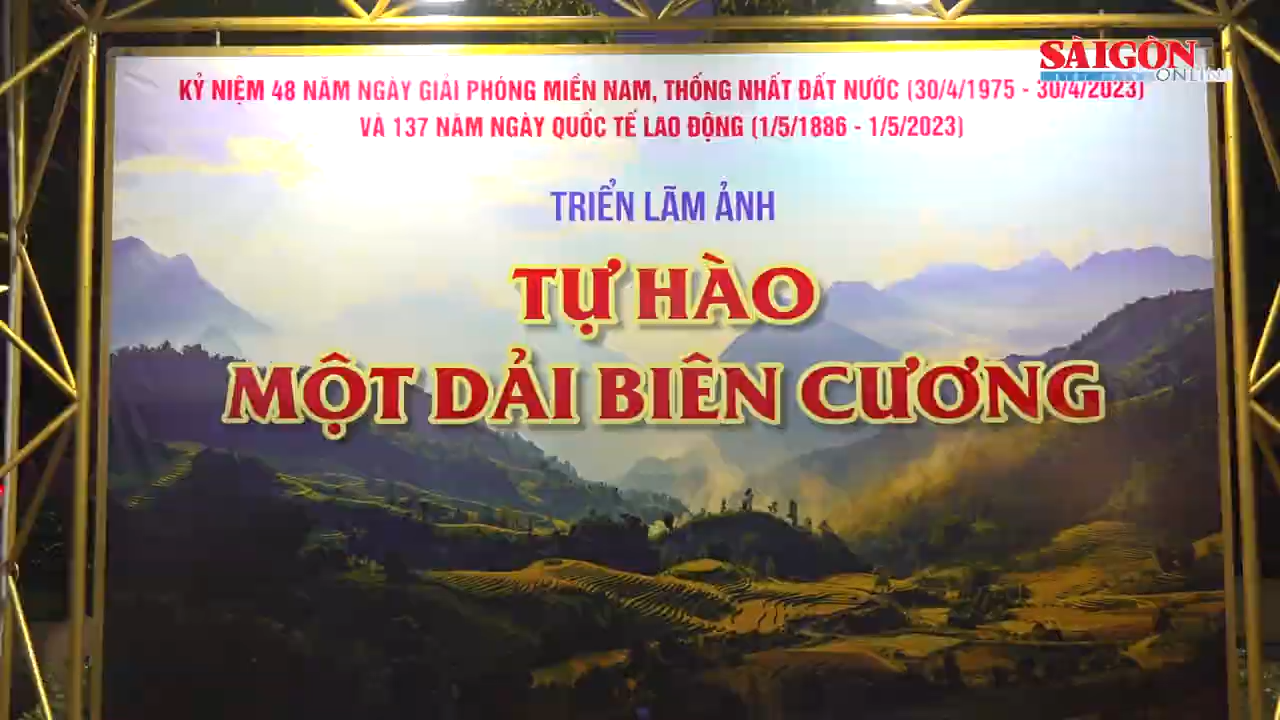 SÀI GÒN
ONLINE
KỶ NIỆM 48 NĂM NGÀY GIẢI PHÓNG MIỀN NAM, THỐNG NHẤT ĐẤT NƯỚC (30/4/1975 - 30/4/2023)
VÀ 137 NĂM NGÀY QUỐC TẾ LAO ĐỘNG (1/5/1886 - 1/5/2023)
TRIỂN LÃM ẢNH
TỰ HÀO
MỘT DẢI BIÊN CƯƠNG